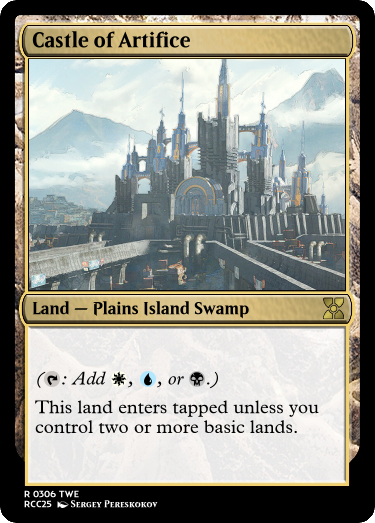 Castle of Artifice
Land — Plains Island Swamp
(: Add , , or .)
This land enters tapped unless you
control two or more basic lands.
R 0306 TWE
RCC25 Sergey Pereskokov